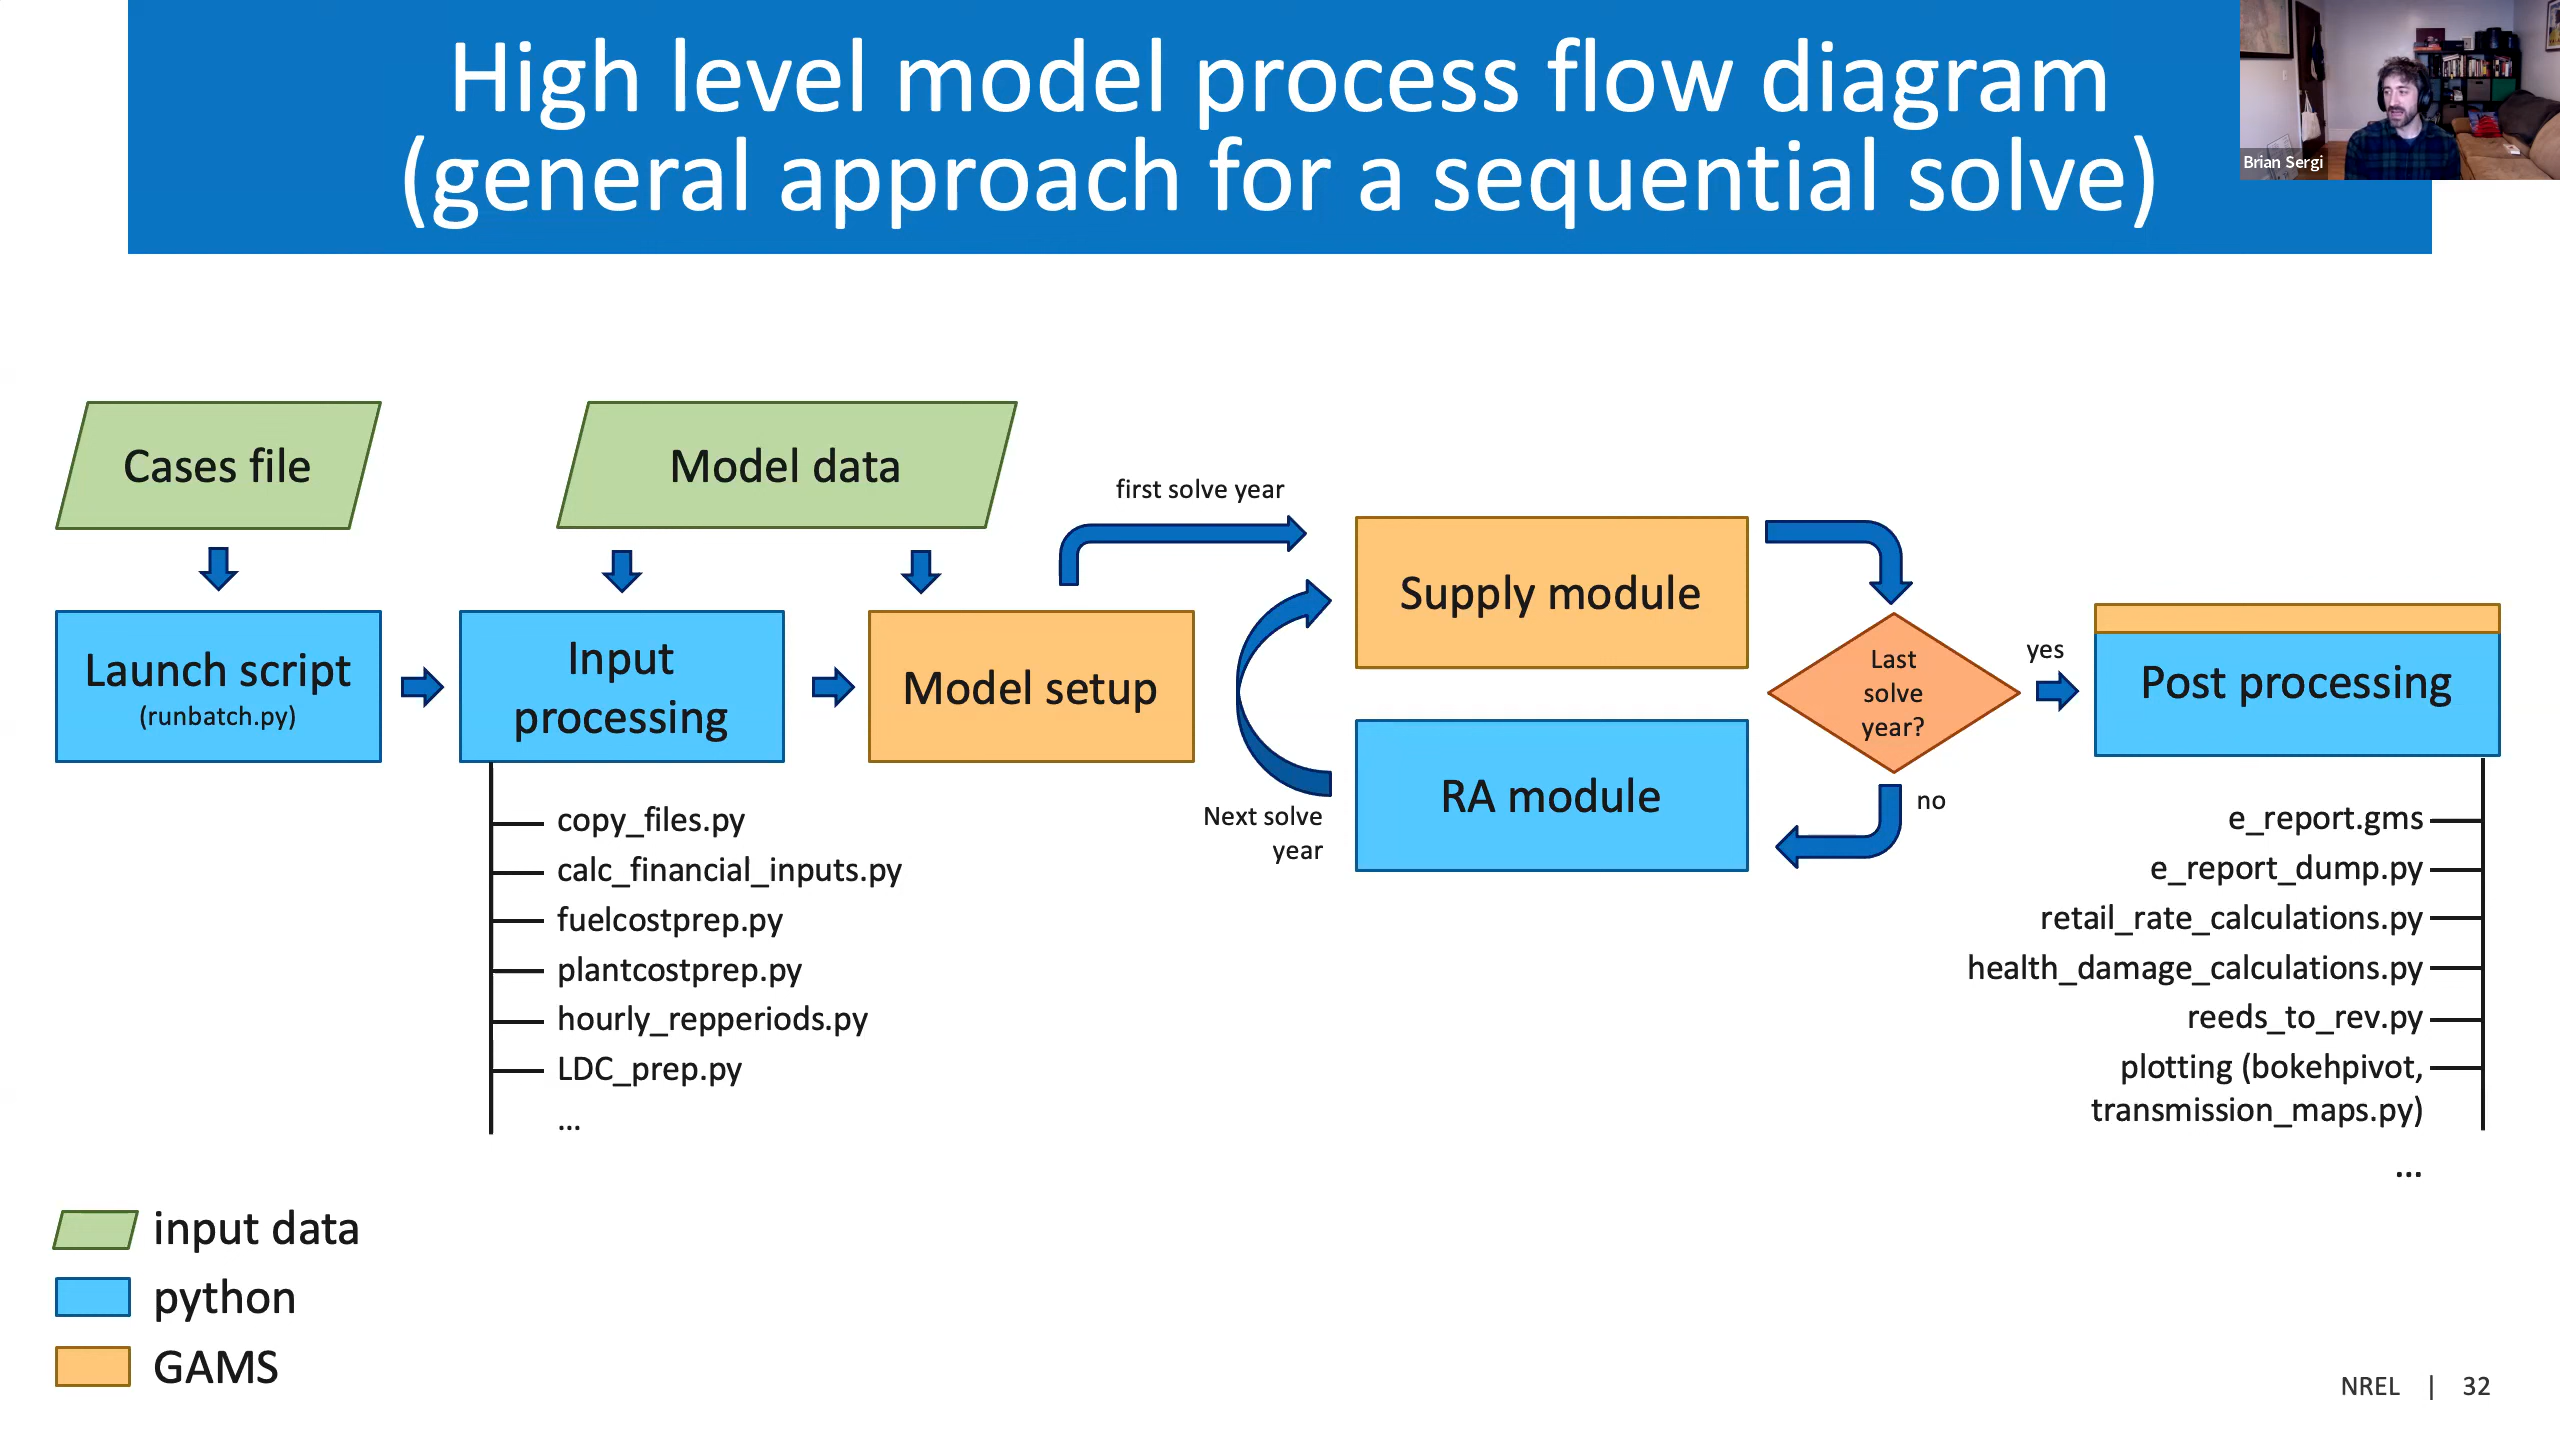 High level model process flow diagram
(general approach for a sequential solve)
Brian Sergi
Cases file
Model data
first solve year
Launch script
(runbatch.py)
Input
processing
Model setup
Supply module
RA module
Next solve
year
Last
solve
year?
yes
no
Post processing
copy_files.py
calc_financial_inputs.py
fuelcostprep.py
plantcostprep.py
hourly_repperiods.py
LDC_prep.py
...
e_report.gms
e_report_dump.py
retail_rate_calculations.py
health_damage_calculations.py
reeds_to_rev.py
plotting (bokehpivot,
transmission_maps.py)
...
input data
python
GAMS
NREL | 32